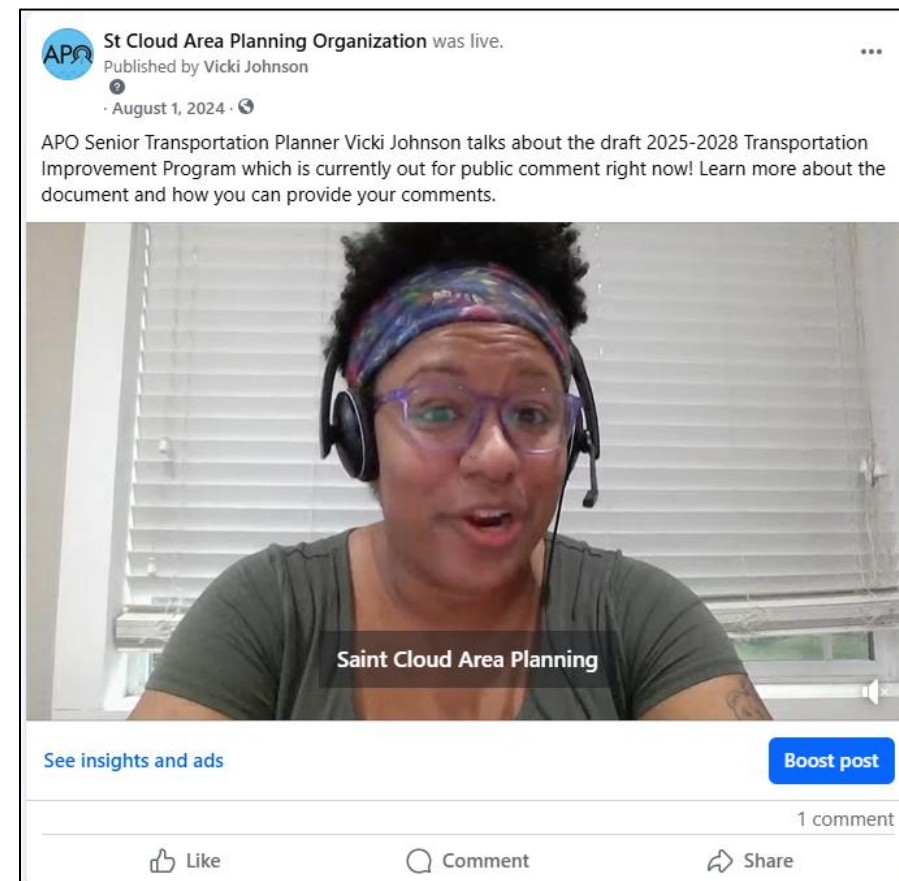 APO
St Cloud Area Planning Organization was live.
Published by Vicki Johnson
?
· August 1, 2024 ·
APO Senior Transportation Planner Vicki Johnson talks about the draft 2025-2028 Transportation
Improvement Program which is currently out for public comment right now! Learn more about the
document and how you can provide your comments.
Saint Cloud Area Planning
See insights and ads
Boost post
1 comment
Like
Comment
Share